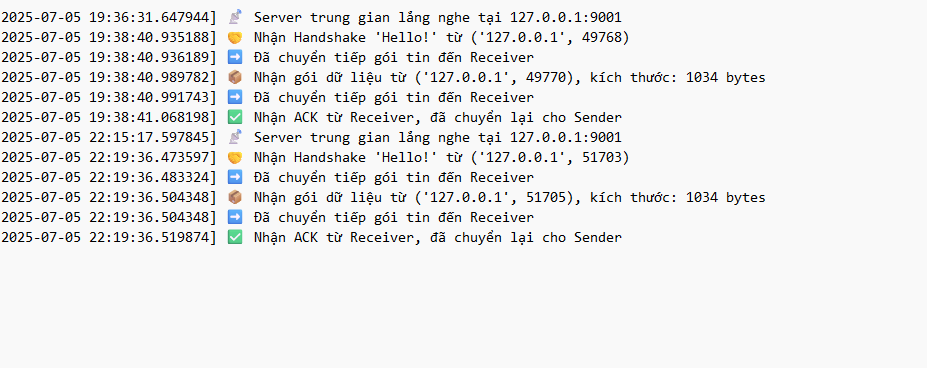 2025-07-05 19:36:31.647944] 📡 Server trung gian lắng nghe tại 127.0.0.1:9001
2025-07-05 19:38:40.935188] 🤝 Nhận Handshake 'Hello!' từ ('127.0.0.1', 49768)
2025-07-05 19:38:40.936189] ➡️ Đã chuyển tiếp gói tin đến Receiver
2025-07-05 19:38:40.989782] 📦 Nhận gói dữ liệu từ ('127.0.0.1', 49770), kích thước: 1034 bytes
2025-07-05 19:38:40.991743] ➡️ Đã chuyển tiếp gói tin đến Receiver
2025-07-05 19:38:41.068198] ✅ Nhận ACK từ Receiver, đã chuyển lại cho Sender
2025-07-05 22:15:17.597845] 📡 Server trung gian lắng nghe tại 127.0.0.1:9001
2025-07-05 22:19:36.473597] 🤝 Nhận Handshake 'Hello!' từ ('127.0.0.1', 51703)
2025-07-05 22:19:36.483324] ➡️ Đã chuyển tiếp gói tin đến Receiver
2025-07-05 22:19:36.504348] 📦 Nhận gói dữ liệu từ ('127.0.0.1', 51705), kích thước: 1034 bytes
2025-07-05 22:19:36.504348] ➡️ Đã chuyển tiếp gói tin đến Receiver
2025-07-05 22:19:36.519874] ✅ Nhận ACK từ Receiver, đã chuyển lại cho Sender